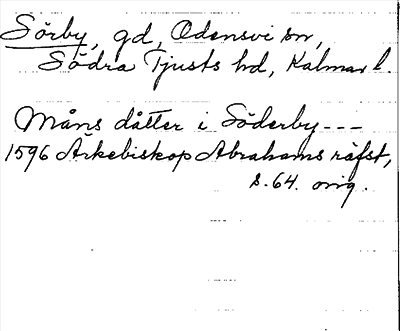 Sörby, gd, Odensvi sn,
Södra Tjusts hd, Kalmar l.
Måns dåtter i Söderby---
1596 Ärkebiskop Abrahams räfst,
s.64. orig.